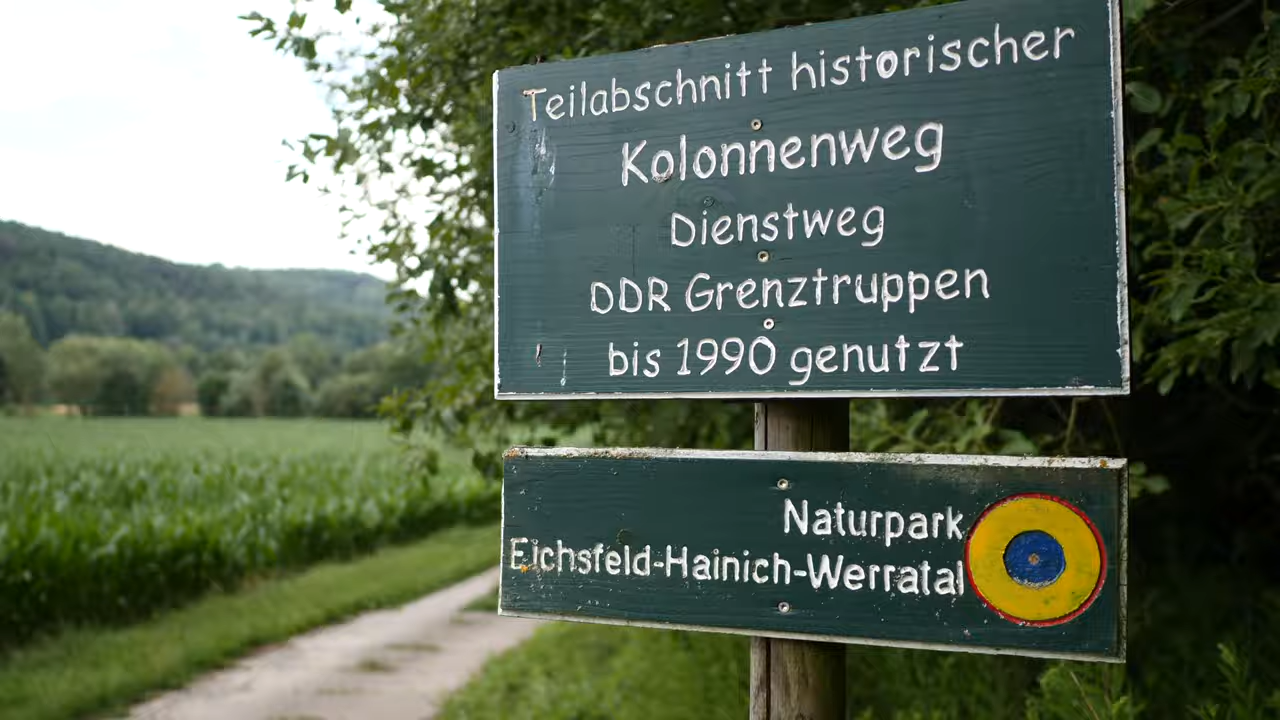 Teilabschnitt historischer
Kolonnenweg
Dienstweg
DDR Grenztruppen
bis 1990 genutzt
Naturpark
Eichsfeld-Hainich-Werratal